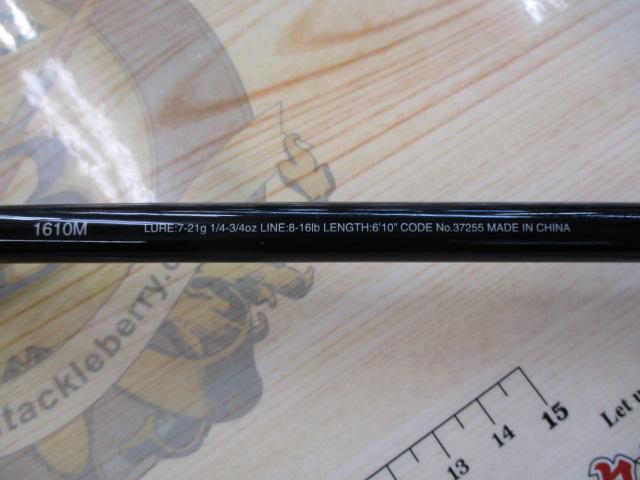 1610M LURE:7-21g 1/4-3/4oz LINE:8-16lb LENGTH:6'10" CODE No.37255 MADE IN CHINA
stackleberry.c
13 14 15
Let u